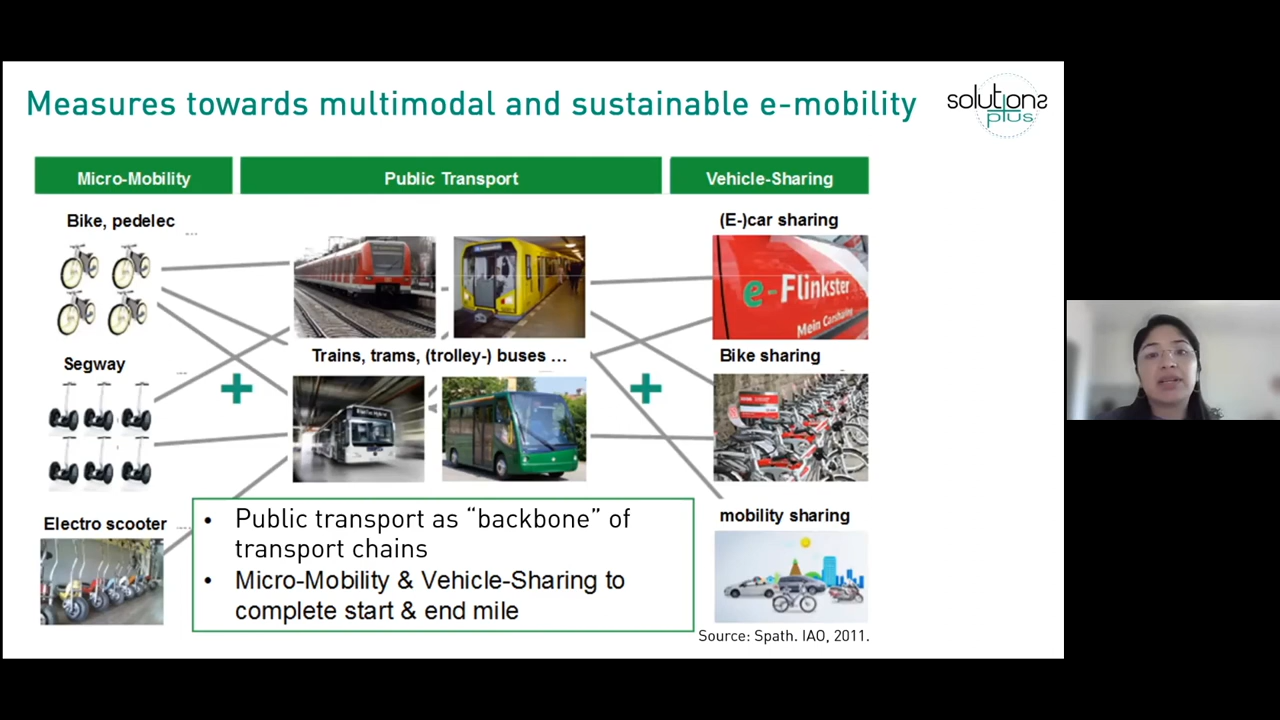 Measures towards multimodal and sustainable e-mobility
solutions
plus
Micro-Mobility
Public Transport
Vehicle-Sharing
Bike, pedelec
...
(E-)car sharing
e-Flinkster
Mein Carsharing
Trains, trams, (trolley-) buses ...
Bike sharing
Segway
Electro scooter
mobility sharing
• Public transport as “backbone” of
transport chains
• Micro-Mobility & Vehicle-Sharing to
complete start & end mile
Source: Spath. IAO, 2011.